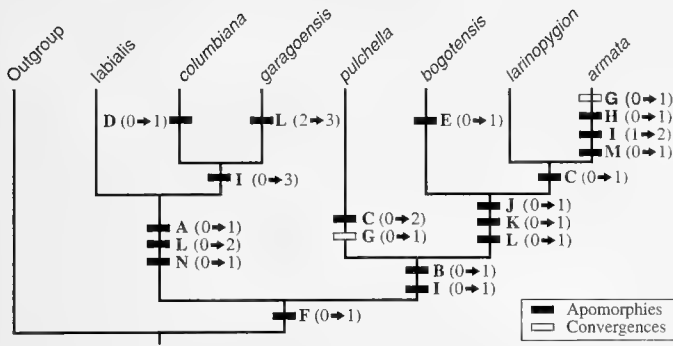 Outgroup
labialis
columbiana
garagoensis
pulchella
bogotensis
larinopygion
armata
G (0➔1)
D (0➔1)
L (2➔3)
E (0➔1)
H (0➔1)
I (1➔2)
M (0➔1)
I (0➔3)
C (0➔1)
J (0➔1)
A (0➔1)
C (0➔2)
K (0➔1)
L (0➔2)
G (0➔1)
L (0➔1)
N (0➔1)
B (0➔1)
I (0➔1)
F (0➔1)
Apomorphies
Convergences